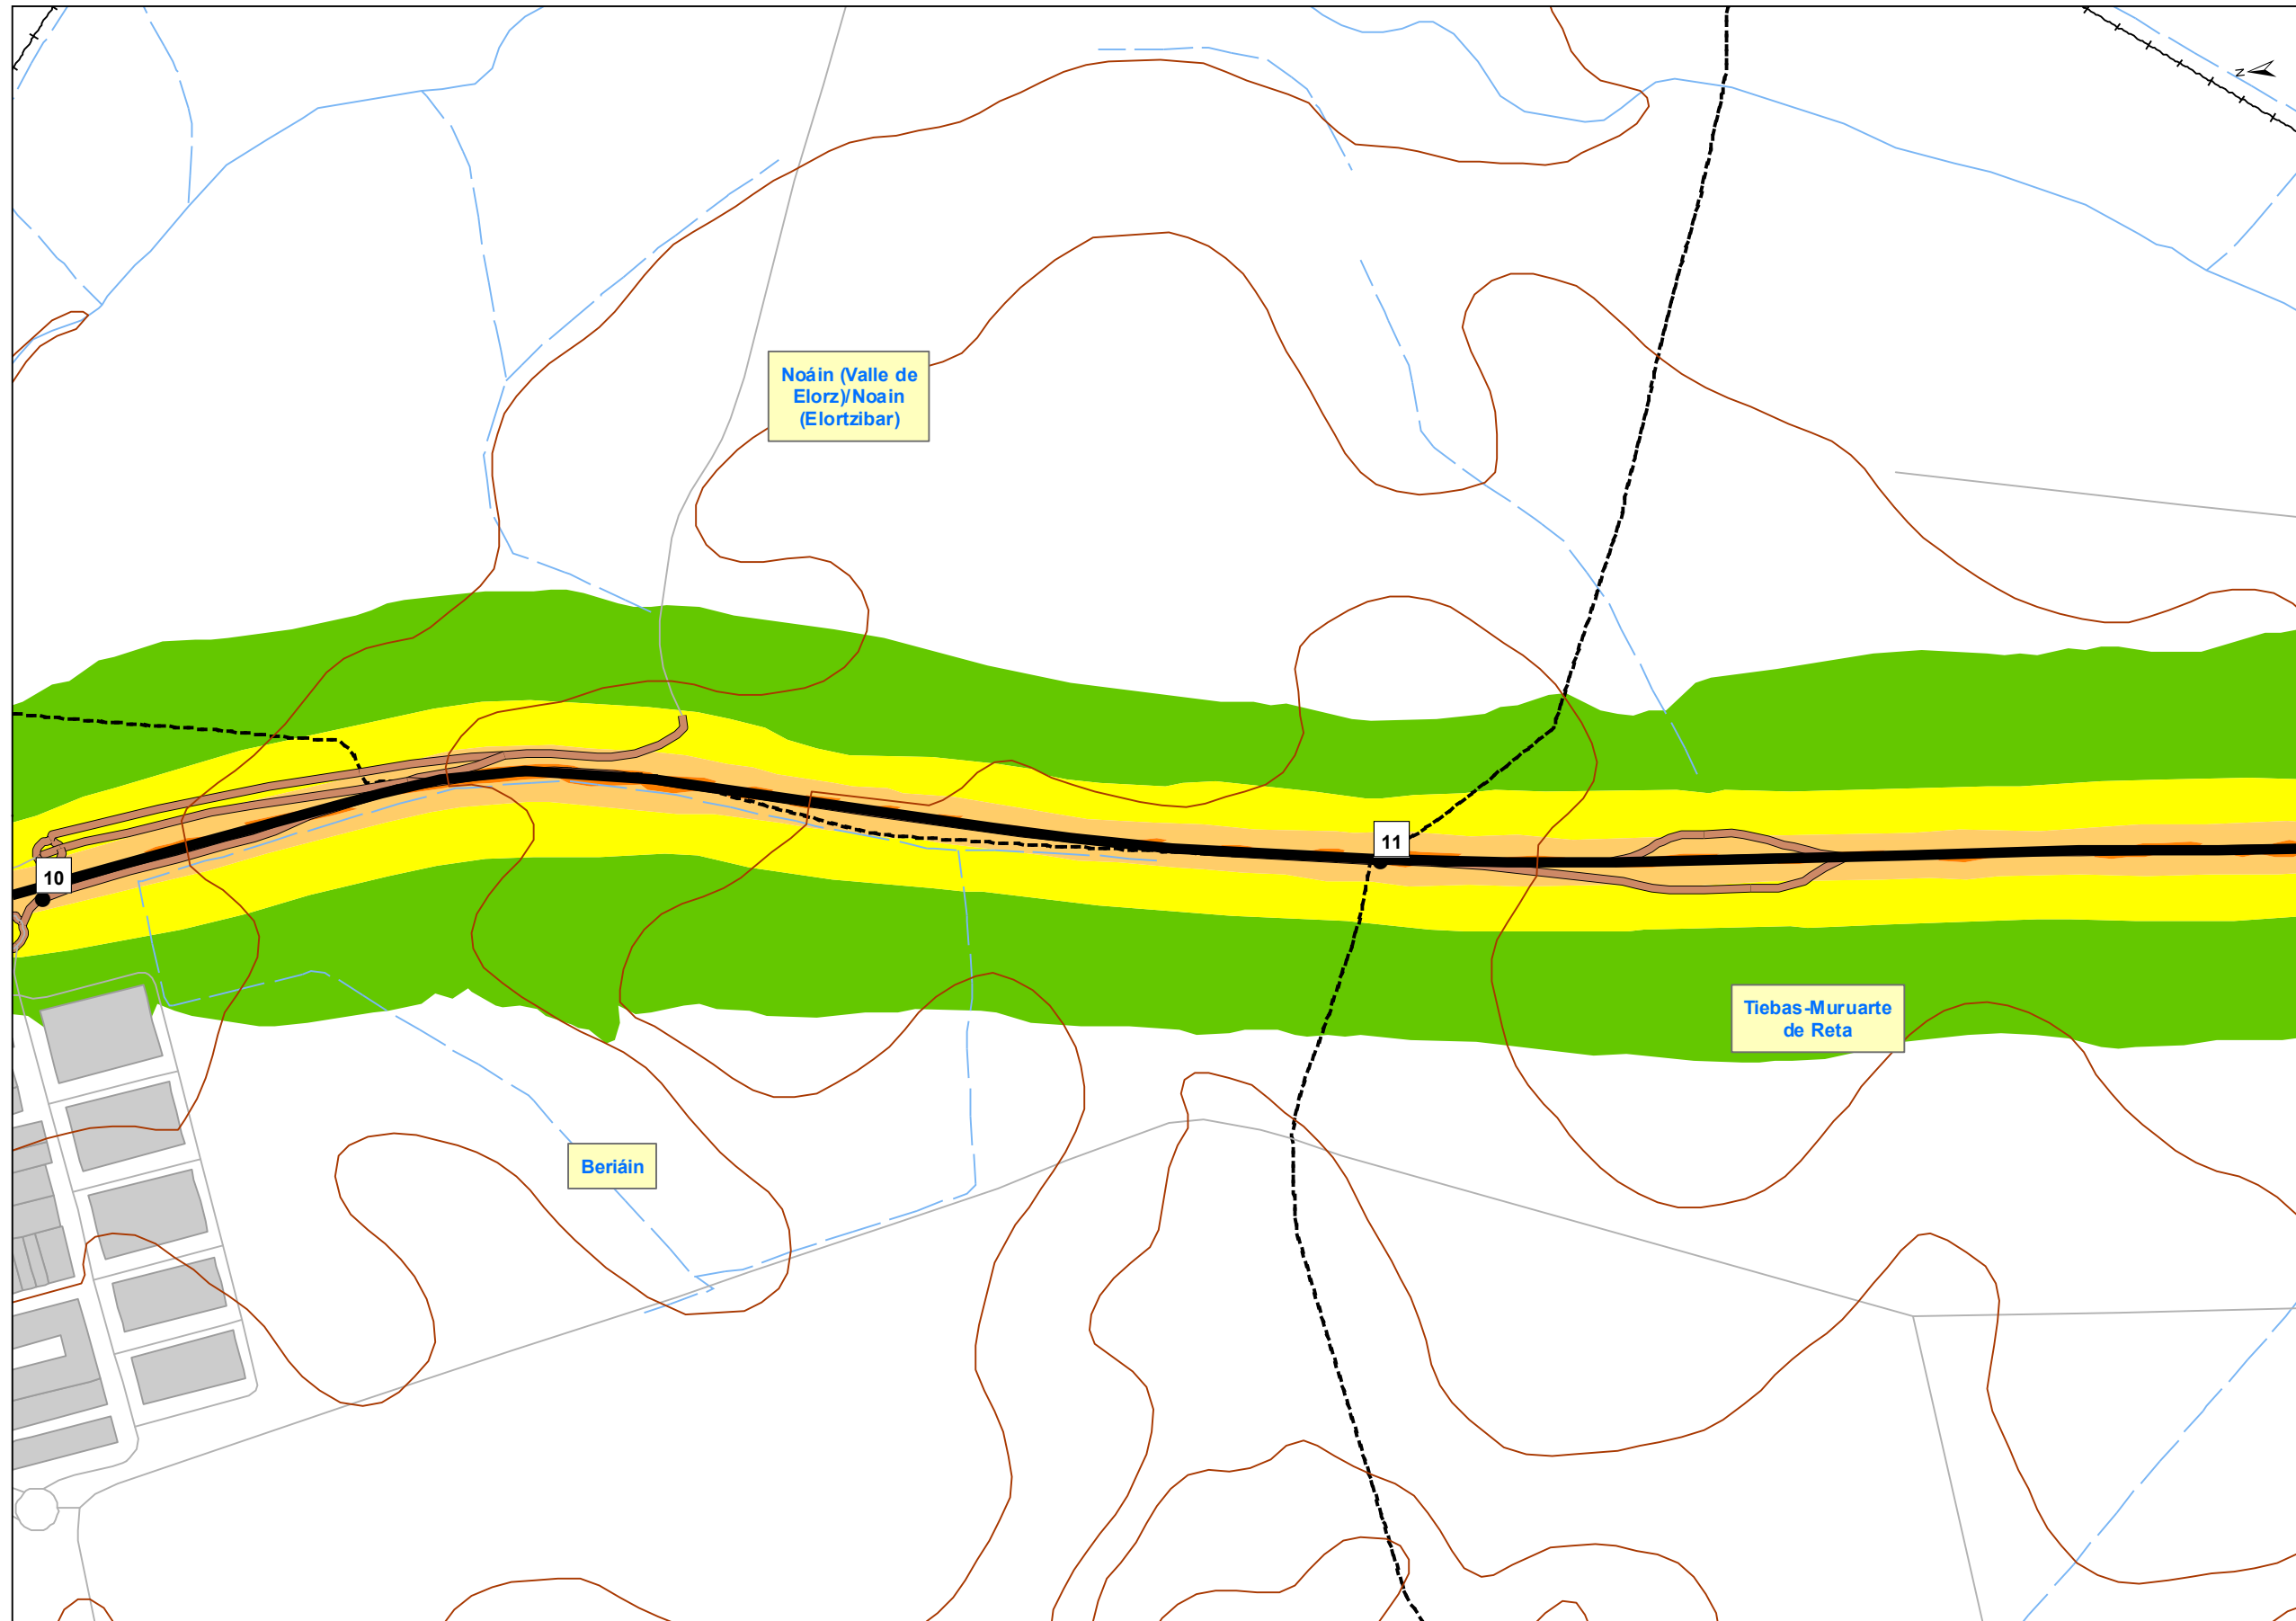 N
Noáin (Valle de
Elorz)/Noain
(Elortzibar)
11
10
Tiebas-Muruarte
de Reta
Beriáin